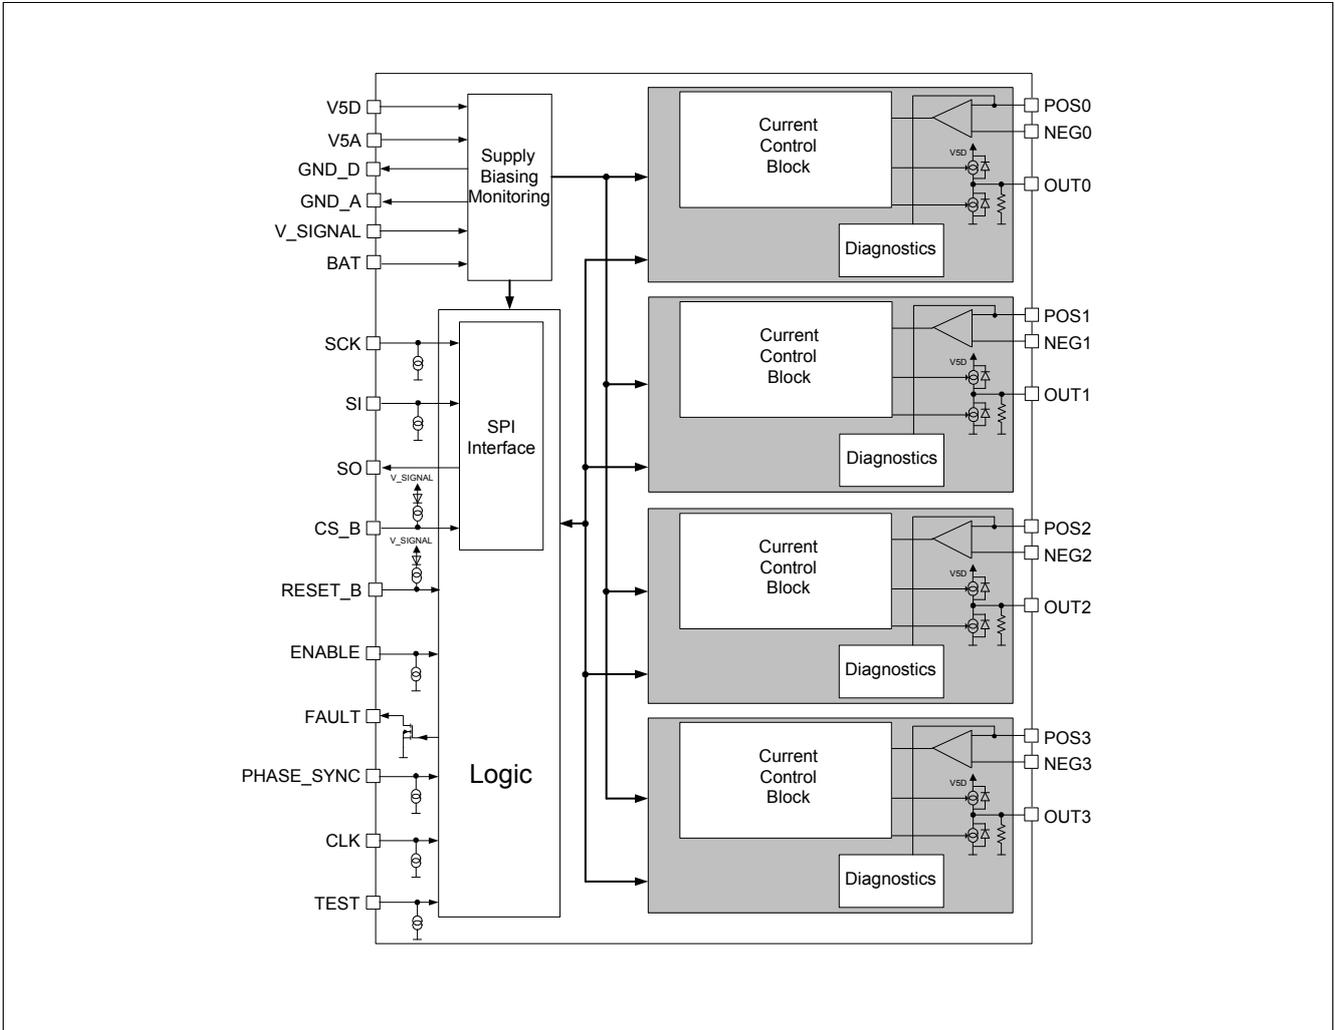 V5D
V5A
GND_D
GND_A
V_SIGNAL
BAT
Supply
Biasing
Monitoring
SCK
SI
SO
V_SIGNAL
CS_B
V_SIGNAL
RESET_B
ENABLE
FAULT
PHASE_SYNC
CLK
TEST
SPI
Interface
Logic
Current
Control
Block
Diagnostics
V5D
POS0
NEG0
OUT0
Current
Control
Block
Diagnostics
V5D
POS1
NEG1
OUT1
Current
Control
Block
Diagnostics
V5D
POS2
NEG2
OUT2
Current
Control
Block
Diagnostics
V5D
POS3
NEG3
OUT3